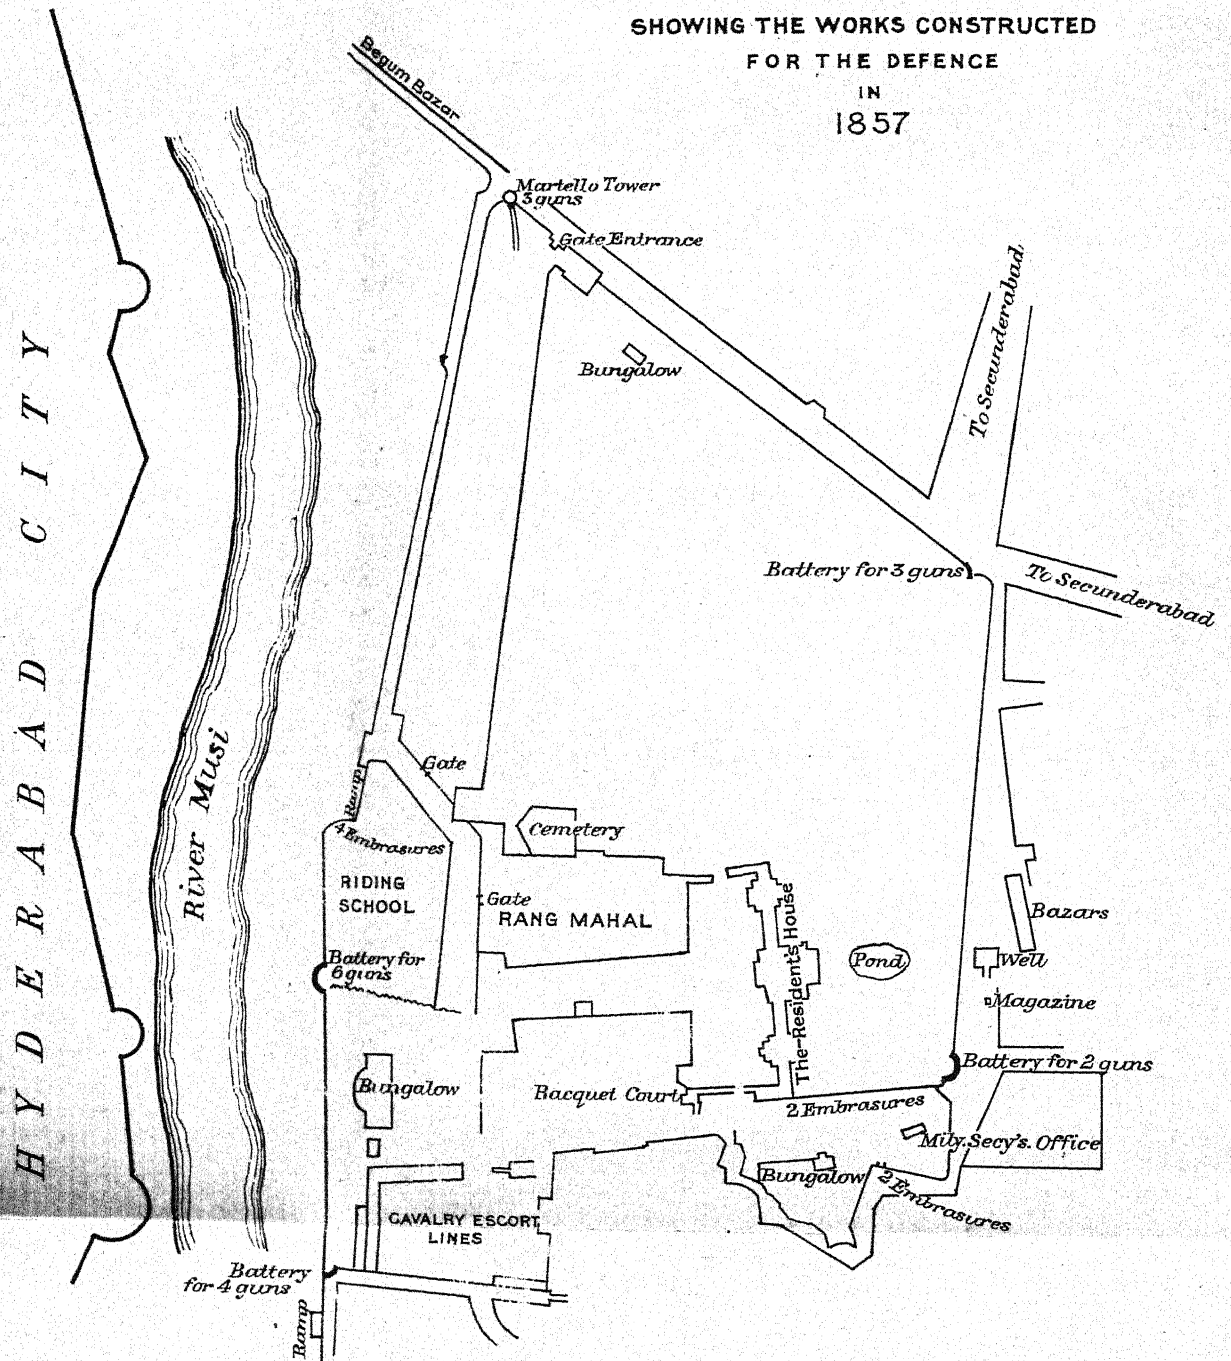 SHOWING THE WORKS CONSTRUCTED
FOR THE DEFENCE
IN
1857
Begum Bazar
Martello Tower
3 guns
Gate Entrance
To Secunderabad
Bungalow
HYDERABAD CITY
Battery for 3 guns
To Secunderabad
River Musi
Gate
Ramp
4 Embrasures
Cemetery
RIDING
SCHOOL
Gate
RANG MAHAL
The Resident's House
Bazars
Battery for
6 guns
Pond
Well
Magazine
Battery for 2 guns
Bungalow
Racquet Court
2 Embrasures
Mily. Secy's. Office
Bungalow
2 Embrasures
CAVALRY ESCORT
LINES
Battery
for 4 guns
Ramp